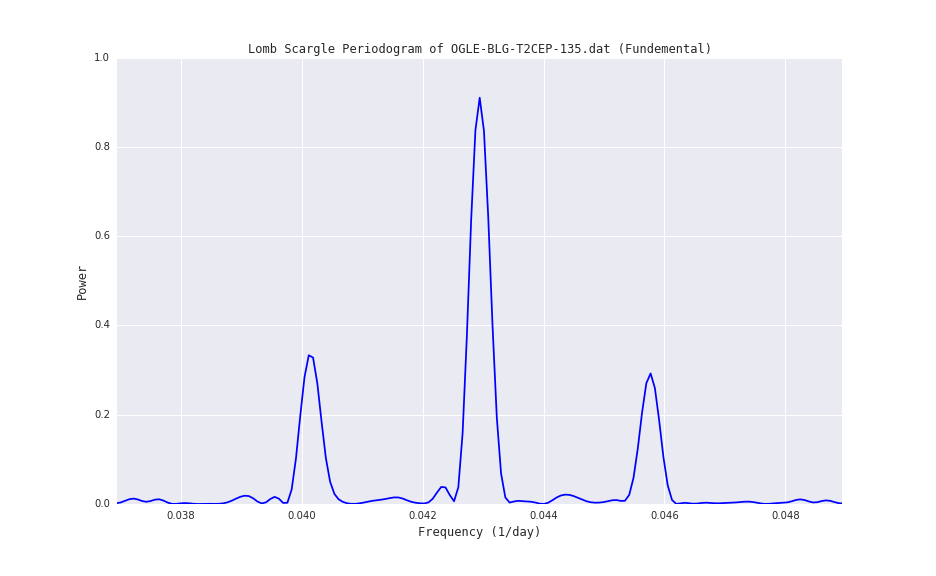 Lomb Scargle Periodogram of OGLE-BLG-T2CEP-135.dat (Fundemental)
1.0
0.8
0.6
0.4
0.2
0.0
Power
0.038 0.040 0.042 0.044 0.046 0.048
Frequency (1/day)